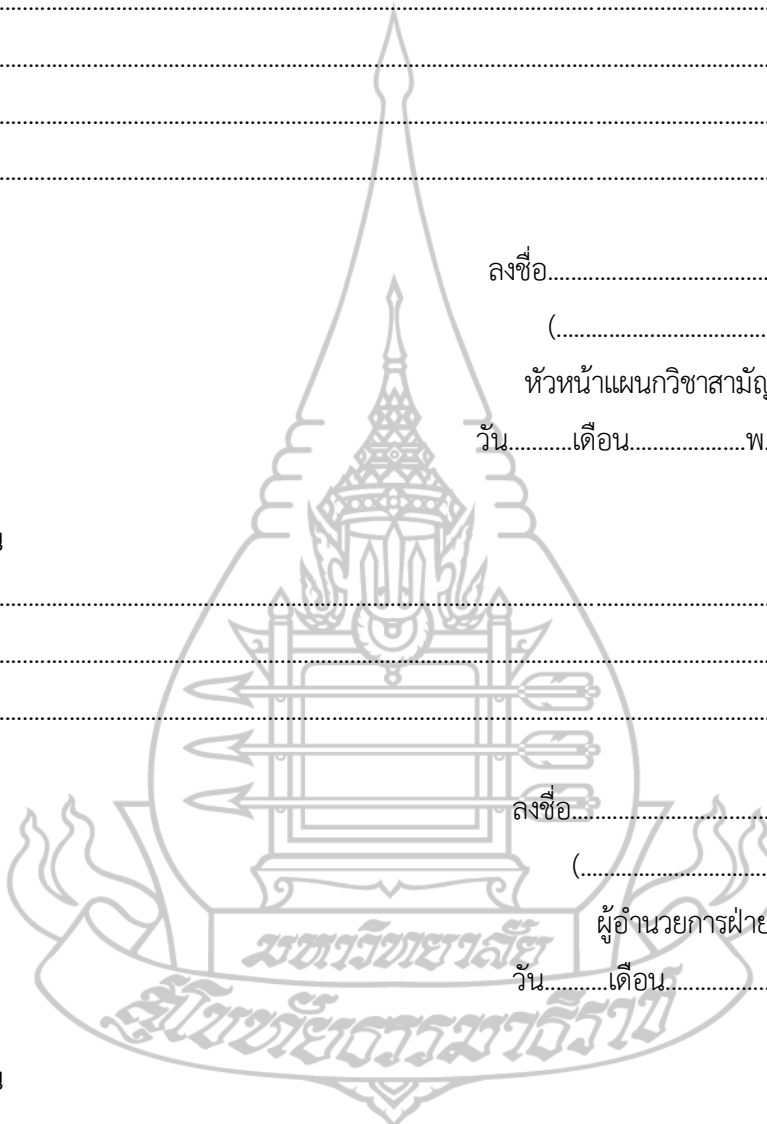 ....................................................................................................
....................................................................................................
....................................................................................................
....................................................................................................
ลงชื่อ.....................................
(....................................
หัวหน้าแผนกวิชาสามัญ
วัน...........เดือน....................พ.
น
....................................................................................................
....................................................................................................
....................................................................................................
ลงชื่อ.................................
(................................
ผู้อำนวยการฝ่าย
วัน...........เดือน..................
มหาวิทยาลัย
สุโขทัยธรรมาธิราช
น